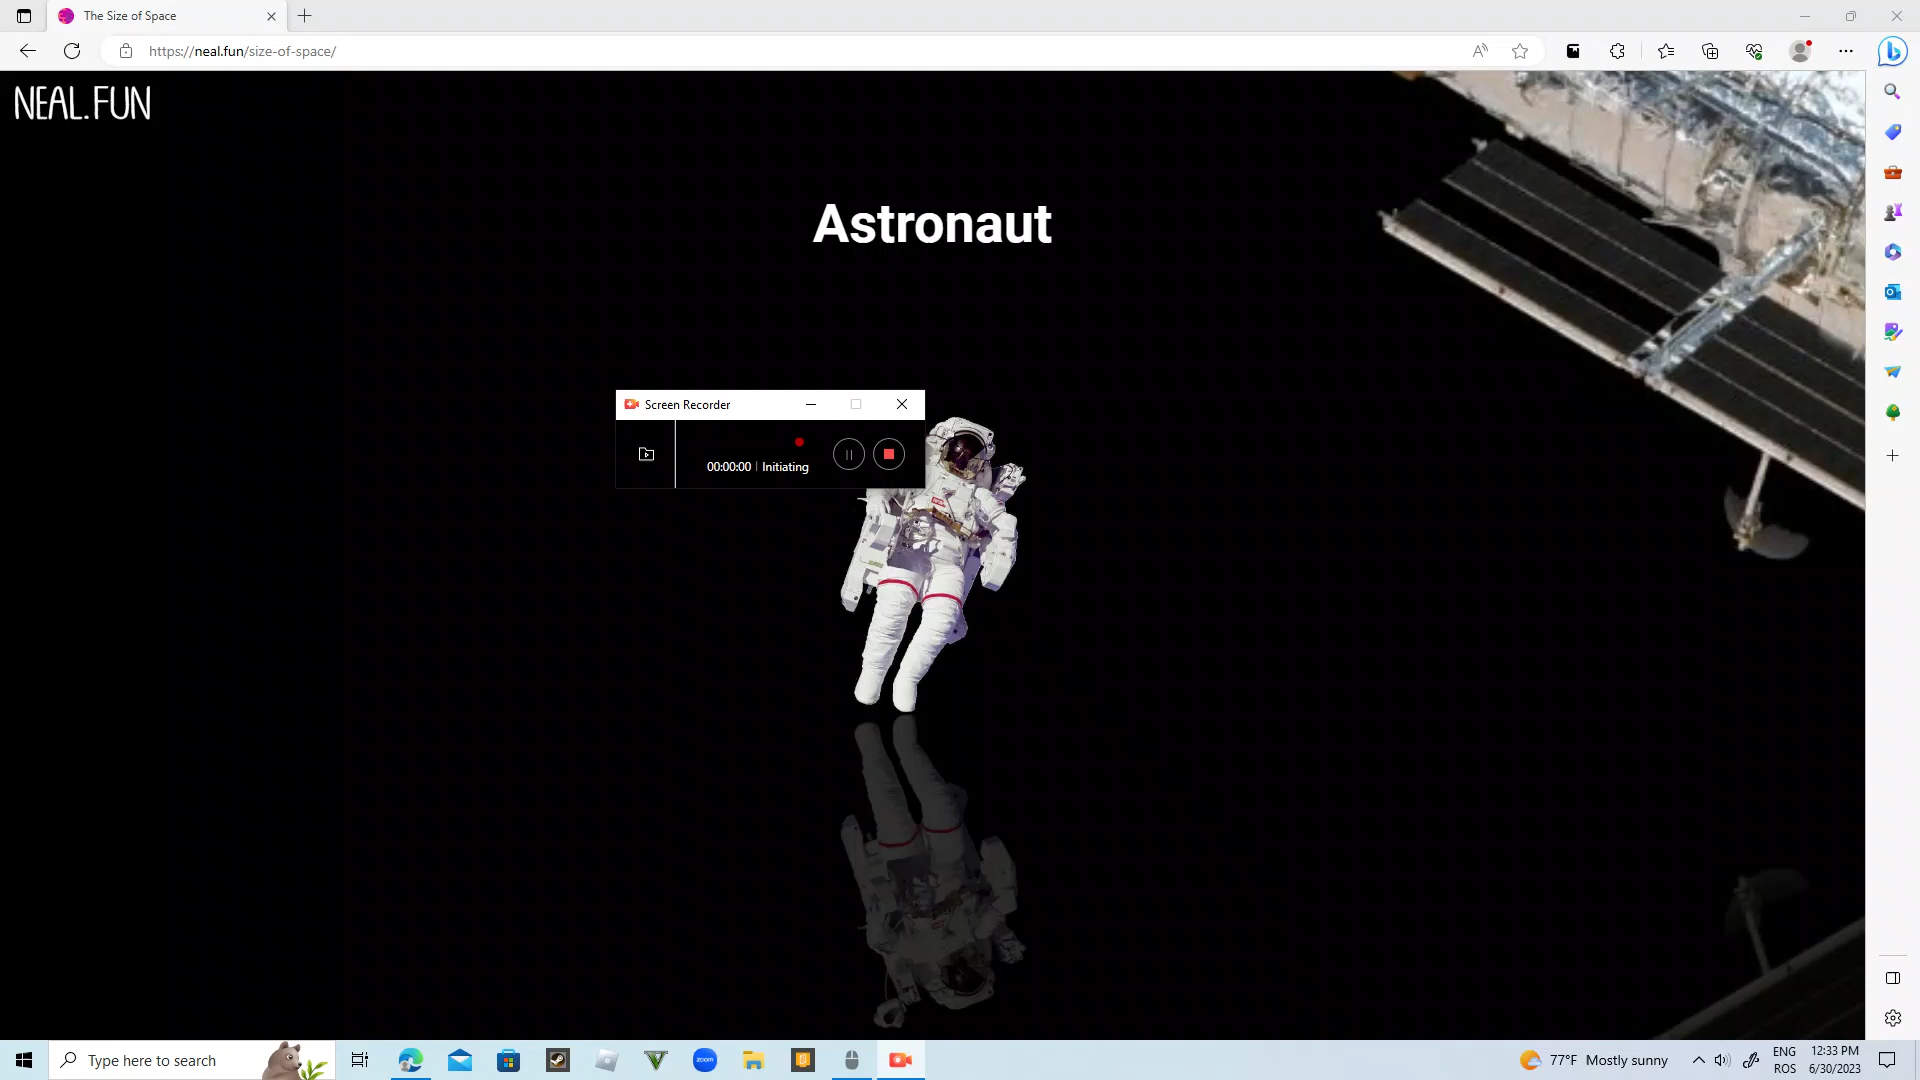 The Size of Space
https://neal.fun/size-of-space/
NEAL.FUN
Astronaut
Screen Recorder
00:00:00 | Initiating
Type here to search
zoom
77°F Mostly sunny
ENG
ROS
12:33 PM
6/30/2023